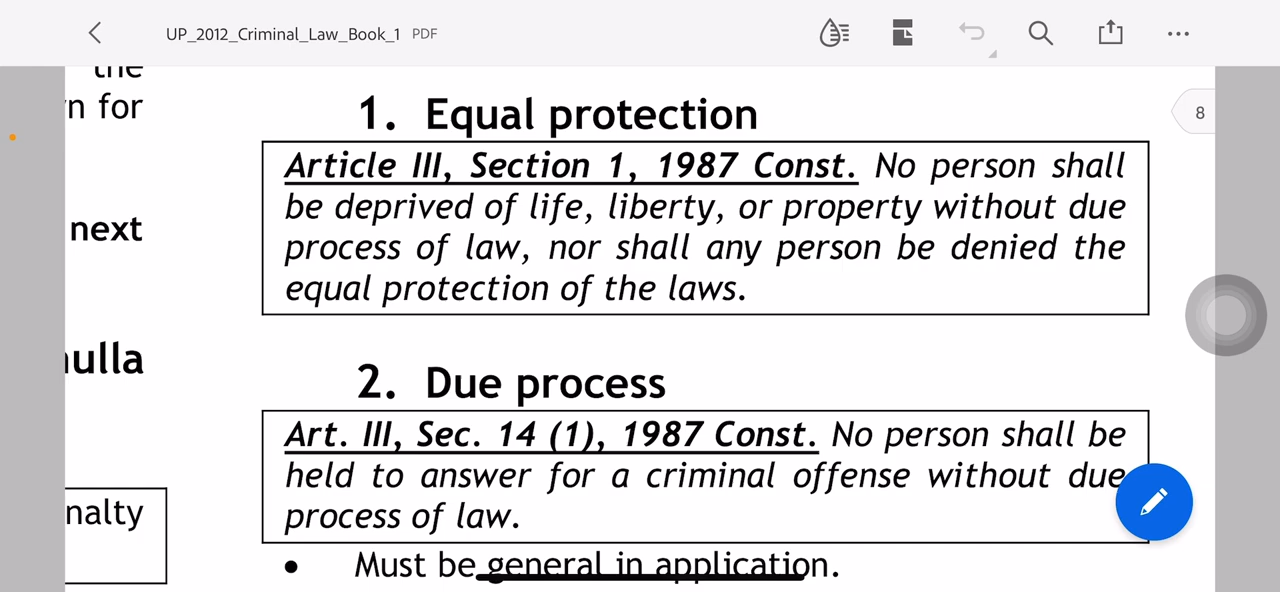 UP_2012_Criminal_Law_Book_1 PDF
the
n for
next
nulla
nalty
8
1. Equal protection
Article III, Section 1, 1987 Const. No person shall
be deprived of life, liberty, or property without due
process of law, nor shall any person be denied the
equal protection of the laws.
2. Due process
Art. III, Sec. 14 (1), 1987 Const. No person shall be
held to answer for a criminal offense without due
process of law.
• Must be general in application.